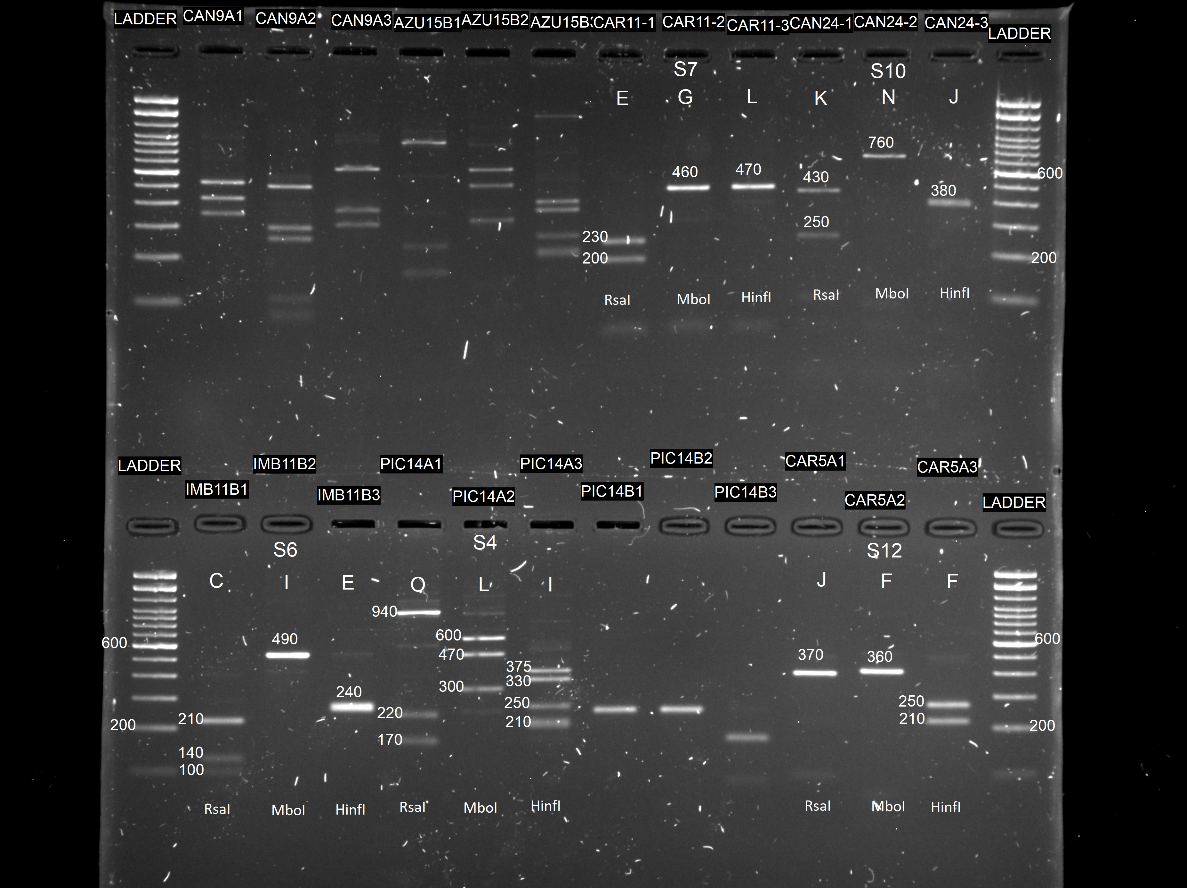 LADDER CAN9A1 CAN9A2 CAN9A3 AZU15B1 AZU15B2 AZU15B CAR11-1 CAR11-2 CAR11-3 CAN24-1 CAN24-2 CAN24-3 LADDER
S7 S10
E G L K N J
760
460 470 430 600
380
250
230
200 200
RsaI MboI HinfI RsaI MboI HinfI
LADDER IMB11B2 PIC14A1 PIC14A3 PIC14B2 CAR5A1 CAR5A3
IMB11B1 IMB11B3 PIC14A2 PIC14B1 PIC14B3 CAR5A2 LADDER
S6 S4 S12
C I E Q L I J F F
940
600 490 600 600
470 370 360
375
330
240 300
250 250
210 220 210 210
200 200
170
140
100
RsaI MboI HinfI RsaI MboI HinfI RsaI MboI HinfI